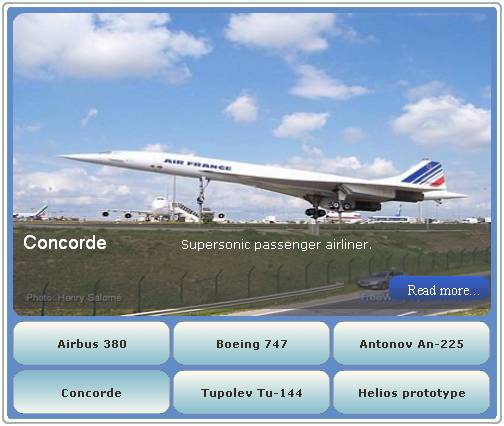 AIR FRANCE
Concorde
Supersonic passenger airliner.
Photo: Henry Salomé
Read more...
Airbus 380
Boeing 747
Antonov An-225
Concorde
Tupolev Tu-144
Helios prototype